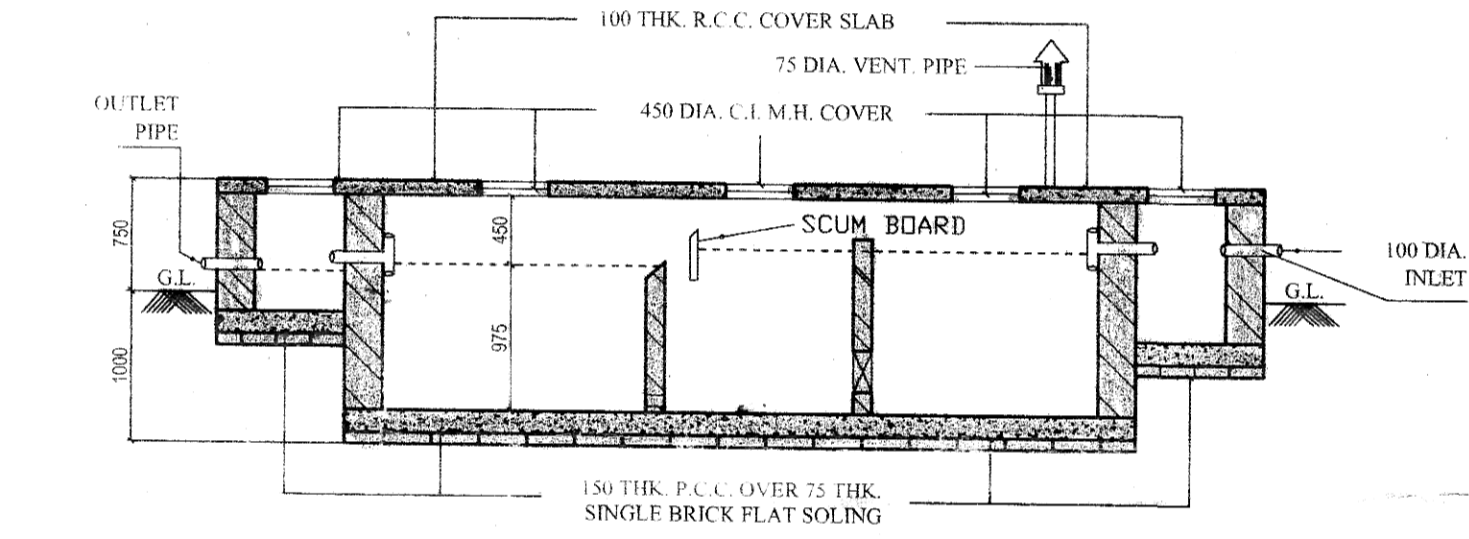 100 THK. R.C.C. COVER SLAB
75 DIA. VENT. PIPE
OUTLET
PIPE
450 DIA. C.I. M.H. COVER
750
450
SCUM BOARD
100 DIA.
INLET
G.L.
G.L.
975
1000
150 THK. P.C.C. OVER 75 THK.
SINGLE BRICK FLAT SOLING